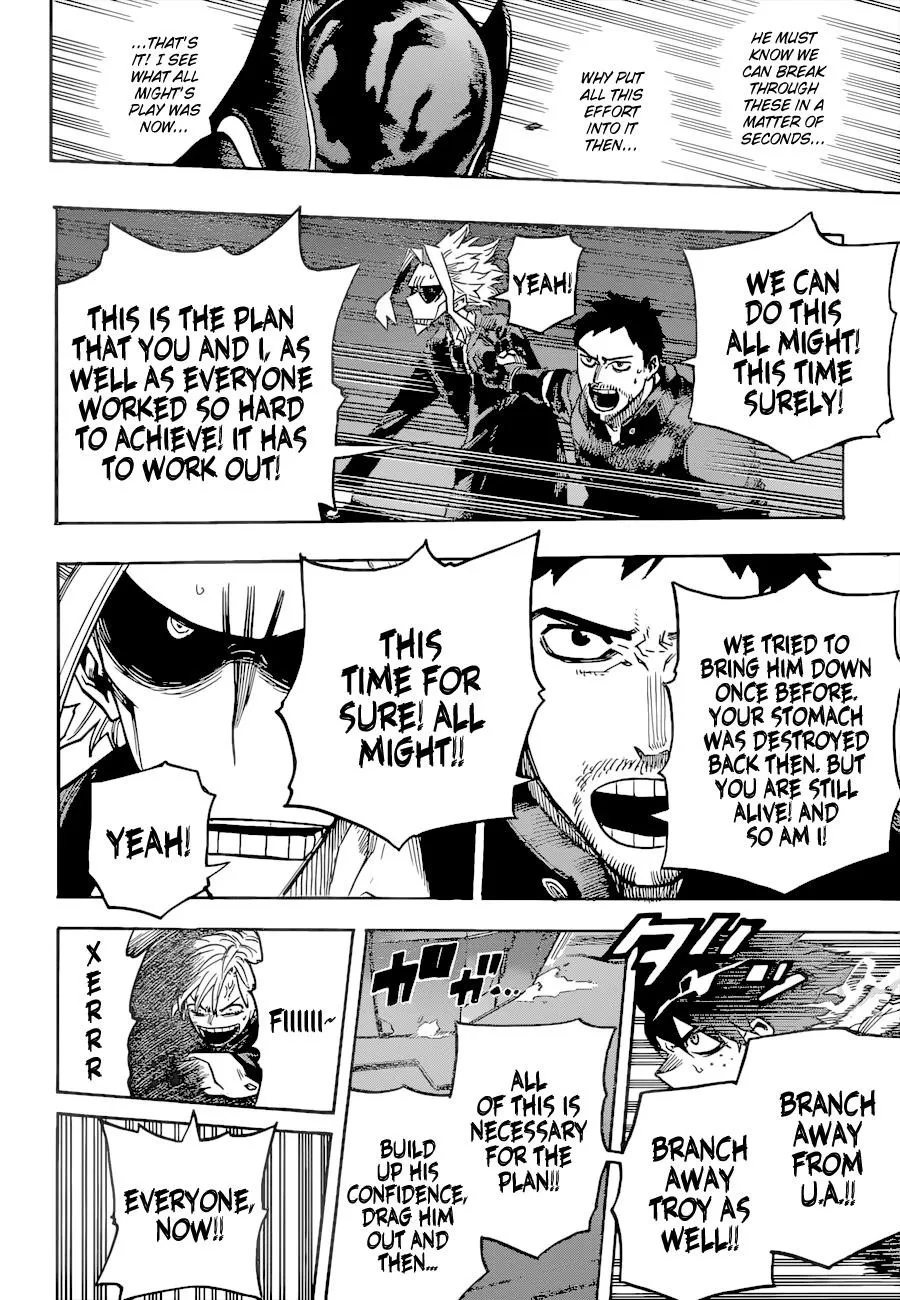 HE MUST
KNOW WE
CAN BREAK
THROUGH
THESE IN A
MATTER OF
SECONDS...
WHY PUT
ALL THIS
EFFORT
INTO IT
THEN...
...THAT'S
IT! I SEE
WHAT ALL
MIGHT'S
PLAY WAS
NOW...
WE CAN
DO THIS
ALL MIGHT!
THIS TIME
SURELY!
YEAH!
THIS IS THE PLAN
THAT YOU AND I, AS
WELL AS EVERYONE
WORKED SO HARD
TO ACHIEVE! IT HAS
TO WORK OUT!
WE TRIED TO
BRING HIM DOWN
ONCE BEFORE.
YOUR STOMACH
WAS DESTROYED
BACK THEN. BUT
YOU ARE STILL
ALIVE! AND
SO AM I!
THIS
TIME FOR
SURE! ALL
MIGHT!!
YEAH!
ダッ
BRANCH
AWAY
FROM
U.A.!!
BRANCH
AWAY
TROY AS
WELL!!
ガガ...
ALL
OF THIS IS
NECESSARY
FOR THE
PLAN!!
BUILD
UP HIS
CONFIDENCE,
DRAG HIM
OUT AND
THEN...
FIIIIII~
XERRR
EVERYONE,
NOW!!